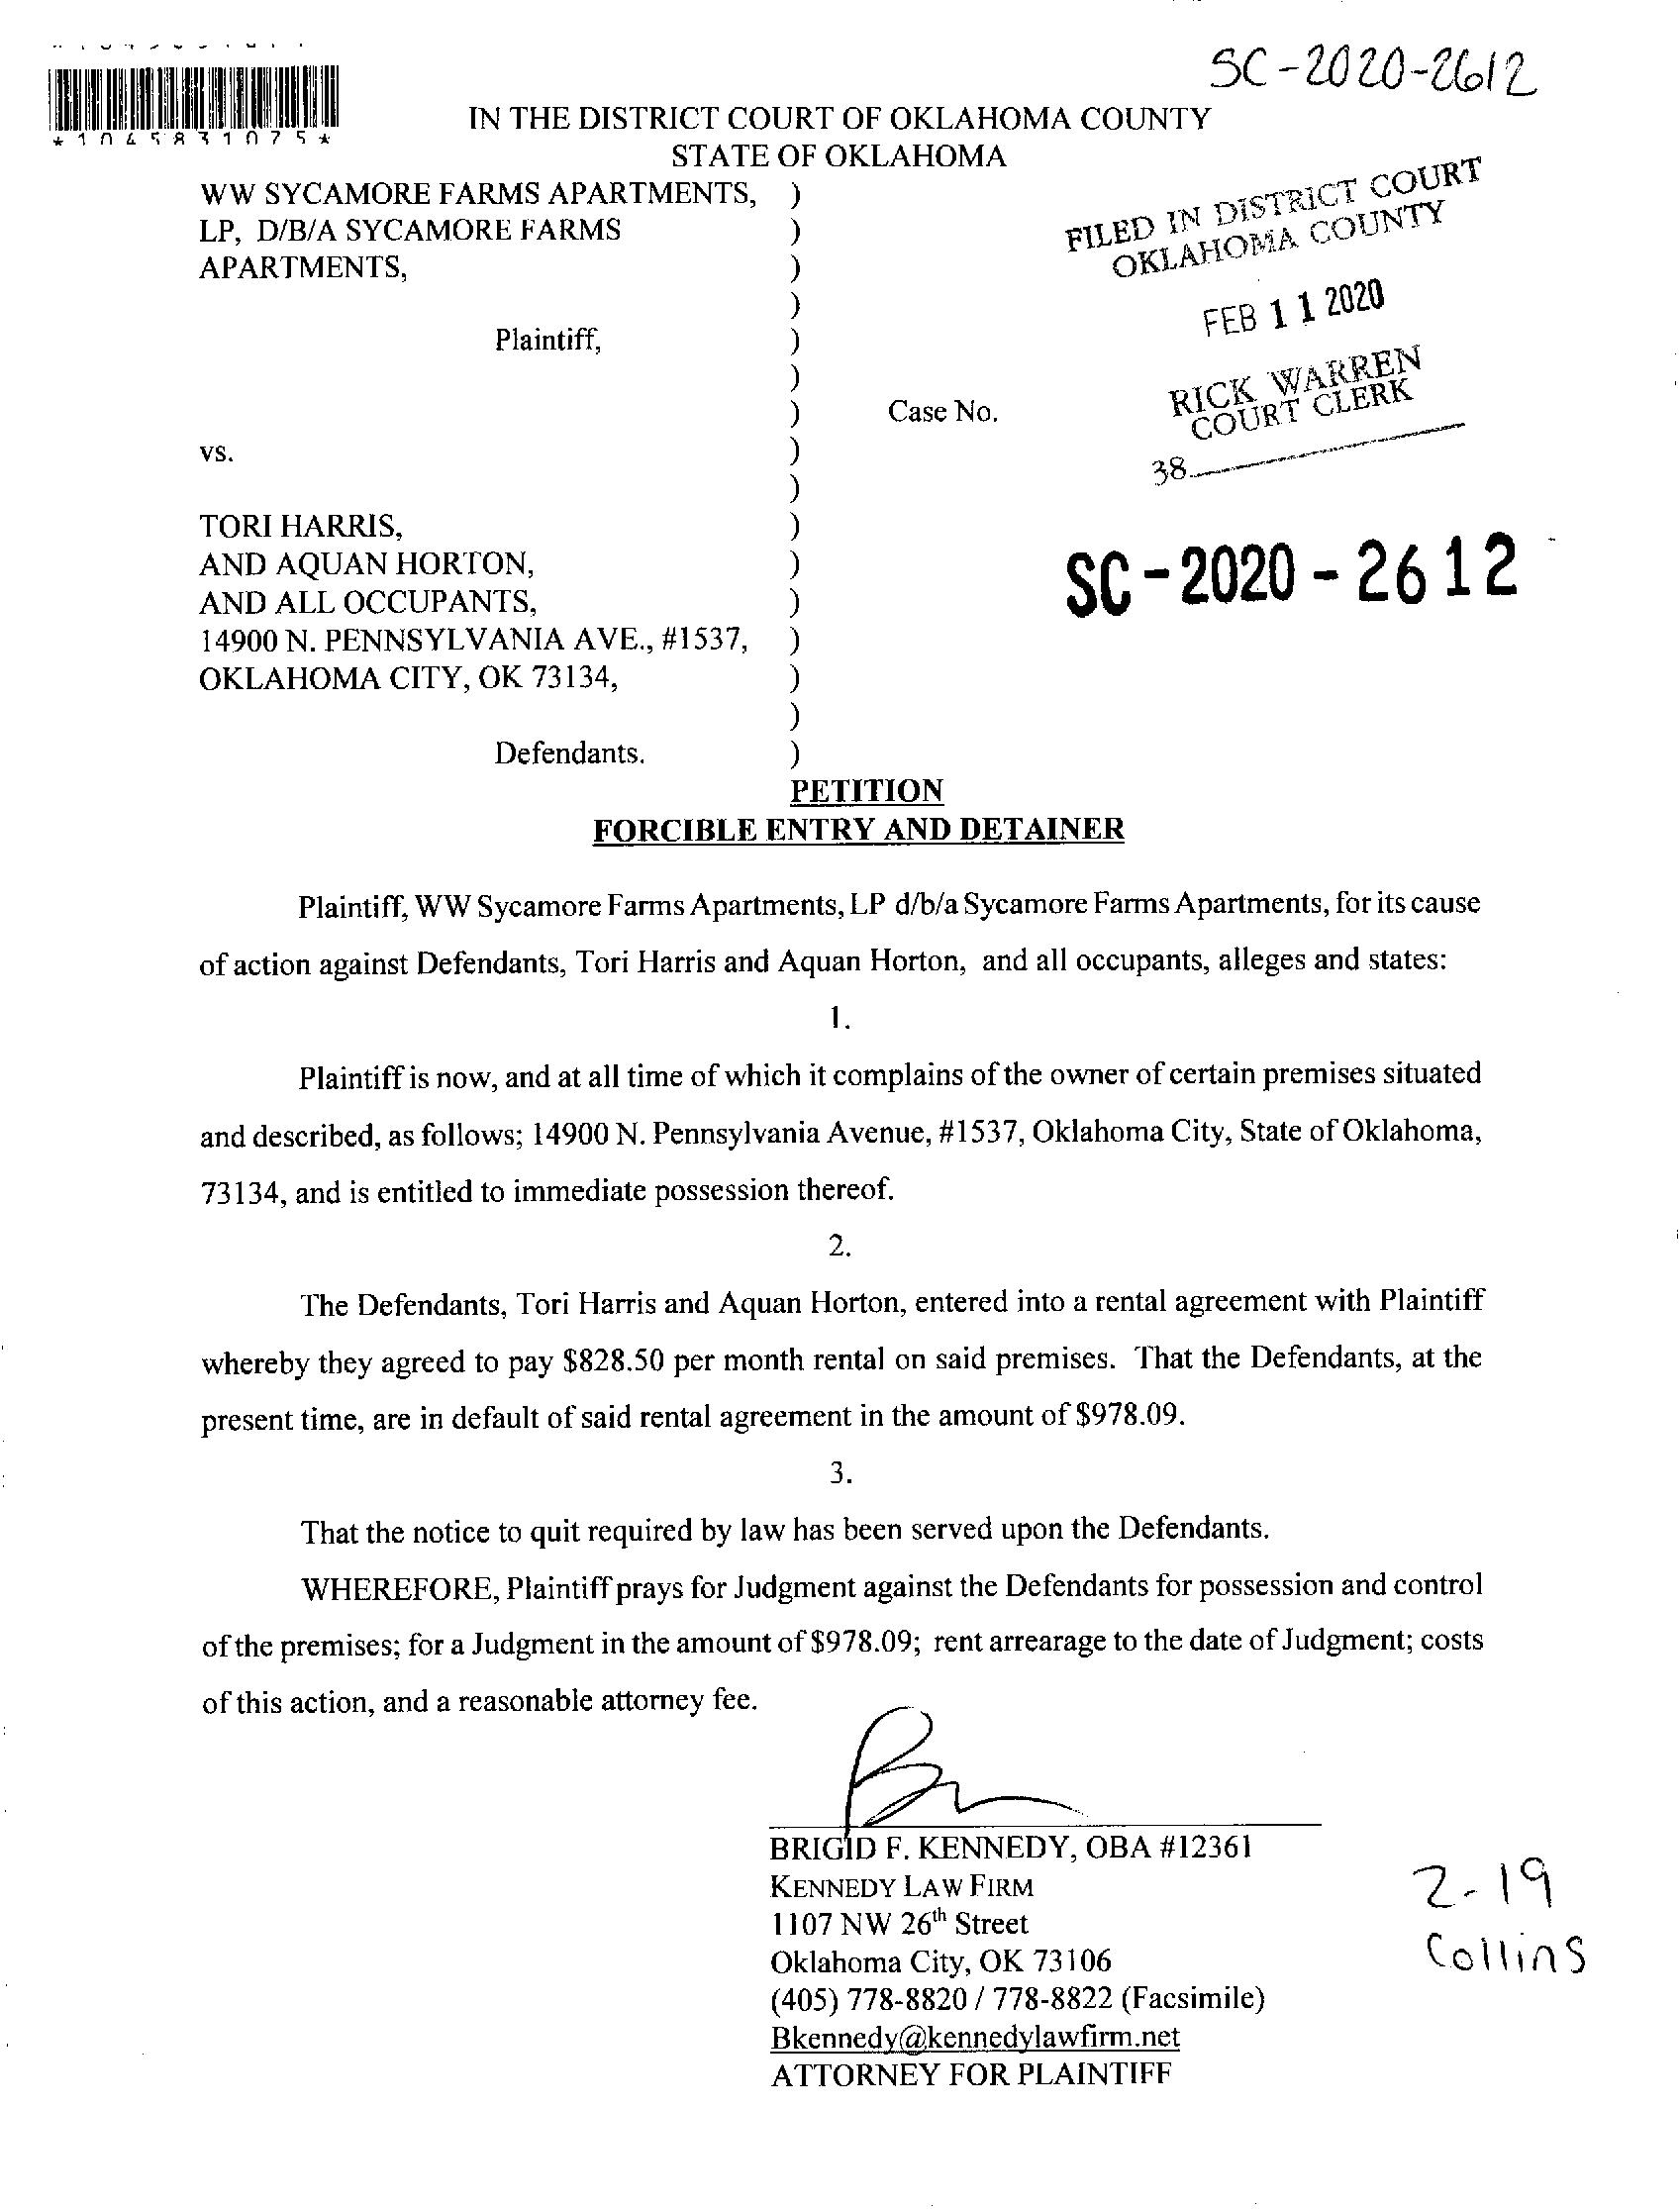 SC-2020-2612
*1045831075*
IN THE DISTRICT COURT OF OKLAHOMA COUNTY
STATE OF OKLAHOMA
WW SYCAMORE FARMS APARTMENTS, )
LP, D/B/A SYCAMORE FARMS )
APARTMENTS, )
)
Plaintiff, )
)
) Case No.
vs. )
)
TORI HARRIS, )
AND AQUAN HORTON, )
AND ALL OCCUPANTS, )
14900 N. PENNSYLVANIA AVE., #1537, )
OKLAHOMA CITY, OK 73134, )
)
Defendants. )
FILED IN DISTRICT COURT
OKLAHOMA COUNTY
FEB 11 2020
RICK WARREN
COURT CLERK
38
SC-2020-2612
PETITION
FORCIBLE ENTRY AND DETAINER
Plaintiff, WW Sycamore Farms Apartments, LP d/b/a Sycamore Farms Apartments, for its cause
of action against Defendants, Tori Harris and Aquan Horton, and all occupants, alleges and states:
1.
Plaintiff is now, and at all time of which it complains of the owner of certain premises situated
and described, as follows; 14900 N. Pennsylvania Avenue, #1537, Oklahoma City, State of Oklahoma,
73134, and is entitled to immediate possession thereof.
2.
The Defendants, Tori Harris and Aquan Horton, entered into a rental agreement with Plaintiff
whereby they agreed to pay $828.50 per month rental on said premises. That the Defendants, at the
present time, are in default of said rental agreement in the amount of $978.09.
3.
That the notice to quit required by law has been served upon the Defendants.
WHEREFORE, Plaintiff prays for Judgment against the Defendants for possession and control
of the premises; for a Judgment in the amount of $978.09; rent arrearage to the date of Judgment; costs
of this action, and a reasonable attorney fee.
BRIGID F. KENNEDY, OBA #12361
KENNEDY LAW FIRM
1107 NW 26th Street
Oklahoma City, OK 73106
(405) 778-8820 / 778-8822 (Facsimile)
Bkennedy@kennedylawfirm.net
ATTORNEY FOR PLAINTIFF
2-19
Collins